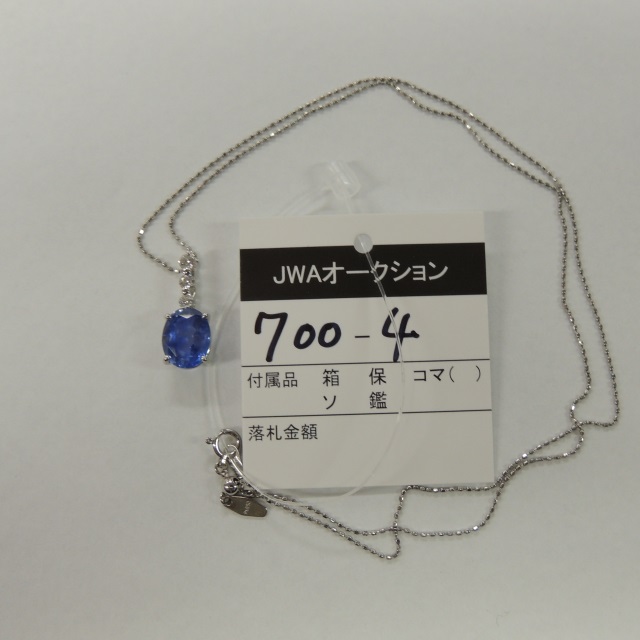 JWAオークション
700-4
付属品 箱 保 コマ( )
ソ 鑑
落札金額